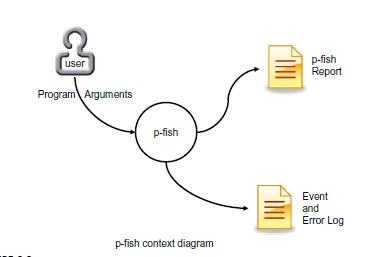 user
p-fish
Report
Program Arguments
p-fish
Event
and
Error Log
p-fish context diagram